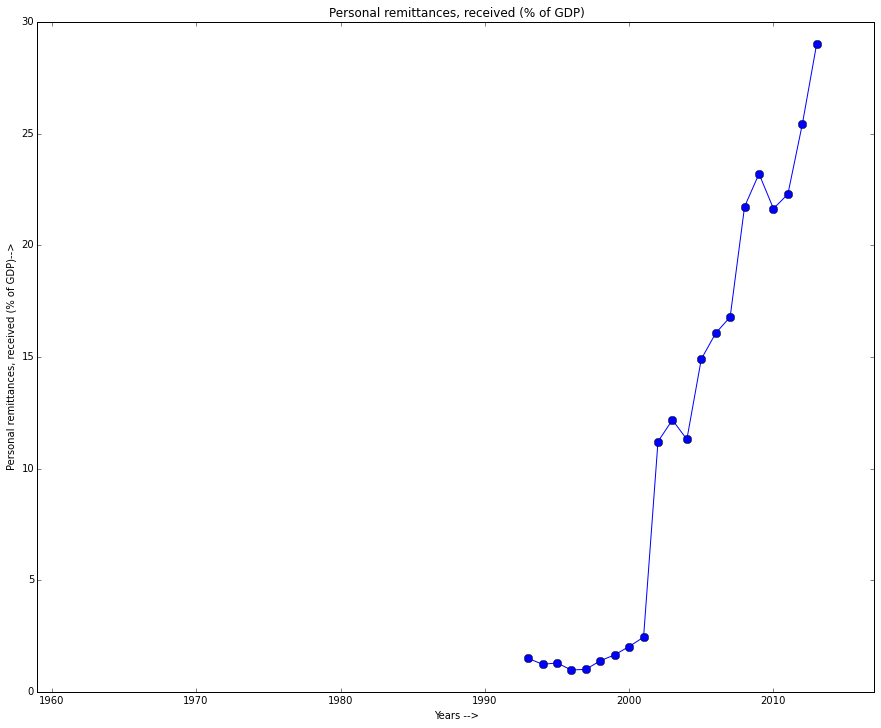 Personal remittances, received (% of GDP)
30
25
20
15
10
5
0
Personal remittances, received (% of GDP)-->
1960 1970 1980 1990 2000 2010
Years -->